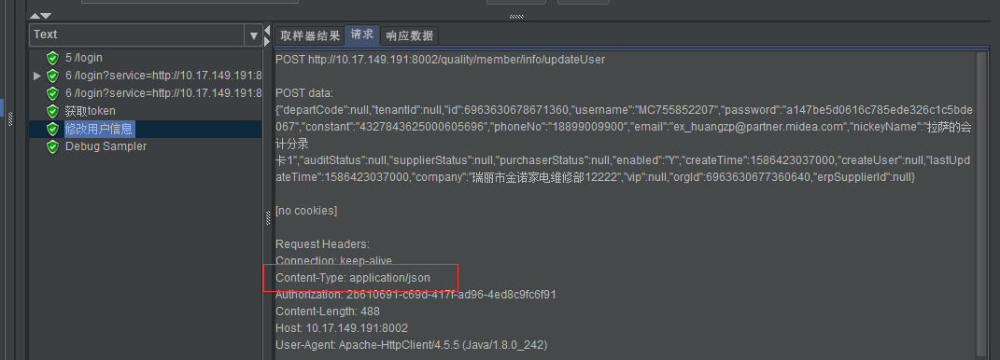 Text
取样器结果 请求 响应数据
5 /login
6 /login?service=http://10.17.149.191:8
6 /login?service=http://10.17.149.191:8
获取token
修改用户信息
Debug Sampler
POST http://10.17.149.191:8002/quality/member/info/updateUser
POST data:
{"departCode":null,"tenantId":null,"id":6963630678671360,"username":"MC755852207","password":"a147be5d0616c785ede326c1c5bde
067","constant":"4327843625000605696","phoneNo":"18899009900","email":"ex_huangzp@partner.midea.com","nickeyName":"拉萨的会
计分录
卡1","auditStatus":null,"supplierStatus":null,"purchaserStatus":null,"enabled":"Y","createTime":1586423037000,"createUser":null,"lastUpd
ateTime":1586423037000,"company":"瑞丽市金诺家电维修部12222","vip":null,"orgId":6963630677360640,"erpSupplierId":null}
[no cookies]
Request Headers:
Connection: keep-alive
Content-Type: application/json
Authorization: 2b610691-c69d-417f-ad96-4ed8c9fc6f91
Content-Length: 488
Host: 10.17.149.191:8002
User-Agent: Apache-HttpClient/4.5.5 (Java/1.8.0_242)